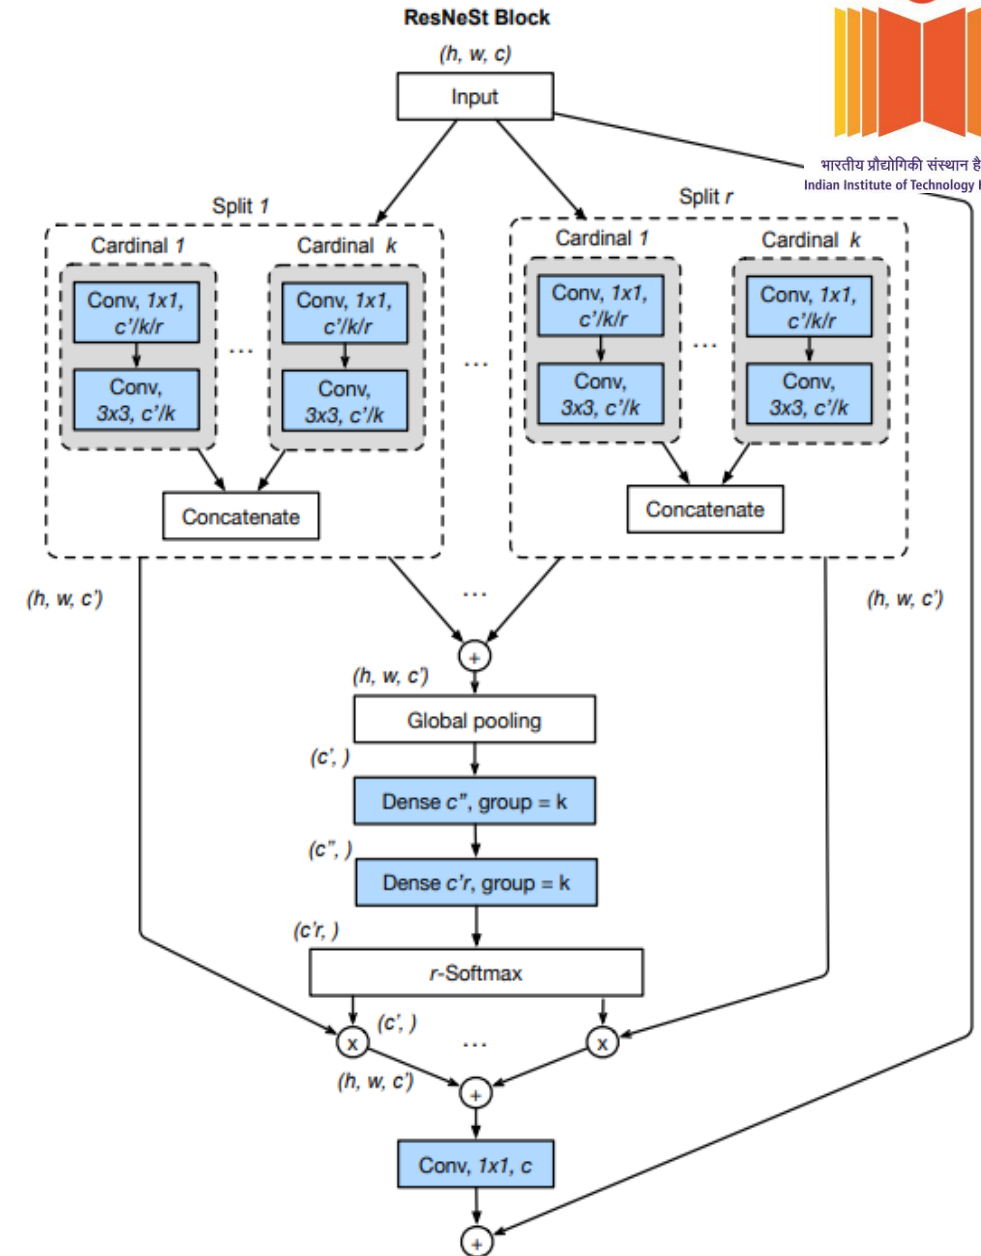 ResNeSt Block
(h, w, c)
Input
भारतीय प्रौद्योगिकी संस्थान है
Indian Institute of Technology
Split 1
Split r
Cardinal 1
Cardinal k
Cardinal 1
Cardinal k
Conv, 1x1,
c'/k/r
Conv, 1x1,
c'/k/r
Conv, 1x1,
c'/k/r
Conv, 1x1,
c'/k/r
...
...
...
Conv,
3x3, c'/k
Conv,
3x3, c'/k
Conv,
3x3, c'/k
Conv,
3x3, c'/k
Concatenate
Concatenate
(h, w, c')
...
(h, w, c')
+
(h, w, c')
Global pooling
(c', )
Dense c'', group = k
(c'', )
Dense c'r, group = k
(c'r, )
r-Softmax
(c', )
x
...
x
(h, w, c')
+
Conv, 1x1, c
+